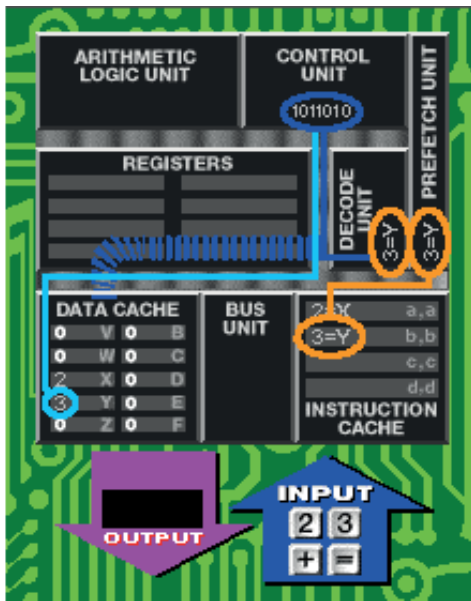 ARITHMETIC
LOGIC UNIT
CONTROL
UNIT
1011010
PREFETCH UNIT
3=Y
REGISTERS
DECODE
UNIT
3=Y
DATA CACHE
0 V 0 B
0 W 0 C
2 X 0 D
3 Y 0 E
0 Z 0 F
BUS
UNIT
2=X a,a
3=Y b,b
c,c
d,d
INSTRUCTION
CACHE
OUTPUT
INPUT
2 3
+ =